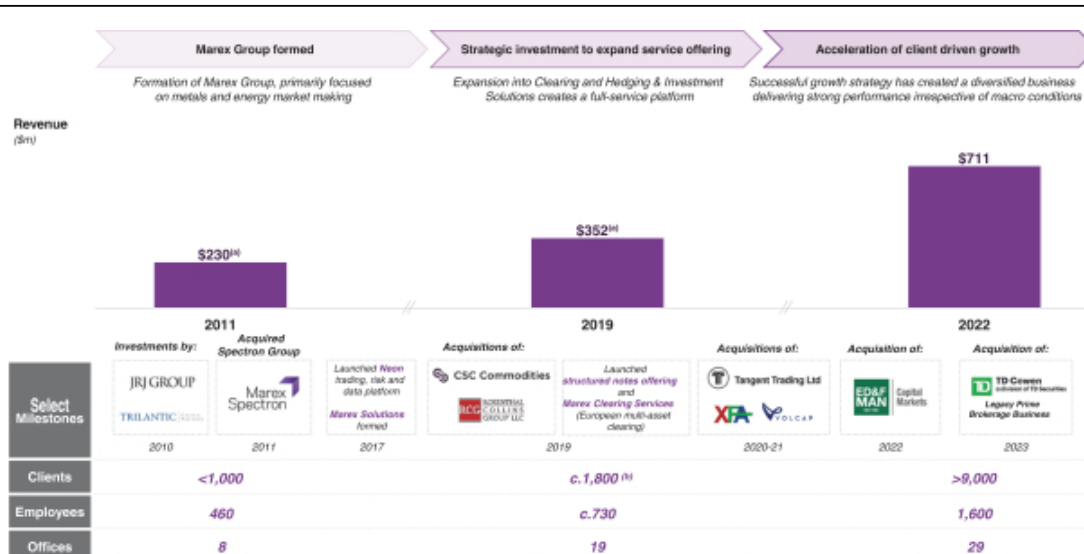 Marex Group formed
Strategic investment to expand service offering
Acceleration of client driven growth
Formation of Marex Group, primarily focused
on metals and energy market making
Expansion into Clearing and Hedging & Investment
Solutions creates a full-service platform
Successful growth strategy has created a diversified business
delivering strong performance irrespective of macro conditions
Revenue
($m)
$230(a)
$352(a)
$711
2011
2019
2022
Investments by:
Acquired
Spectron Group
Acquisitions of:
Acquisitions of:
Acquisition of:
Acquisition of:
Select
Milestones
JRJ GROUP
TRILANTIC
Marex
Spectron
Launched Neon
trading, risk and
data platform
Marex Solutions
formed
CSC Commodities
RCG ROSENTHAL
COLLINS
GROUP LLC
Launched
structured notes offering
and
Marex Clearing Services
(European multi-asset
clearing)
Tangent Trading Ltd
XFA VOLCAP
ED&F
MAN
Capital
Markets
TD Cowen
Legacy Prime
Brokerage Business
2010
2011
2017
2019
2020-21
2022
2023
Clients
<1,000
c.1,800 (b)
>9,000
Employees
460
c.730
1,600
Offices
8
19
29